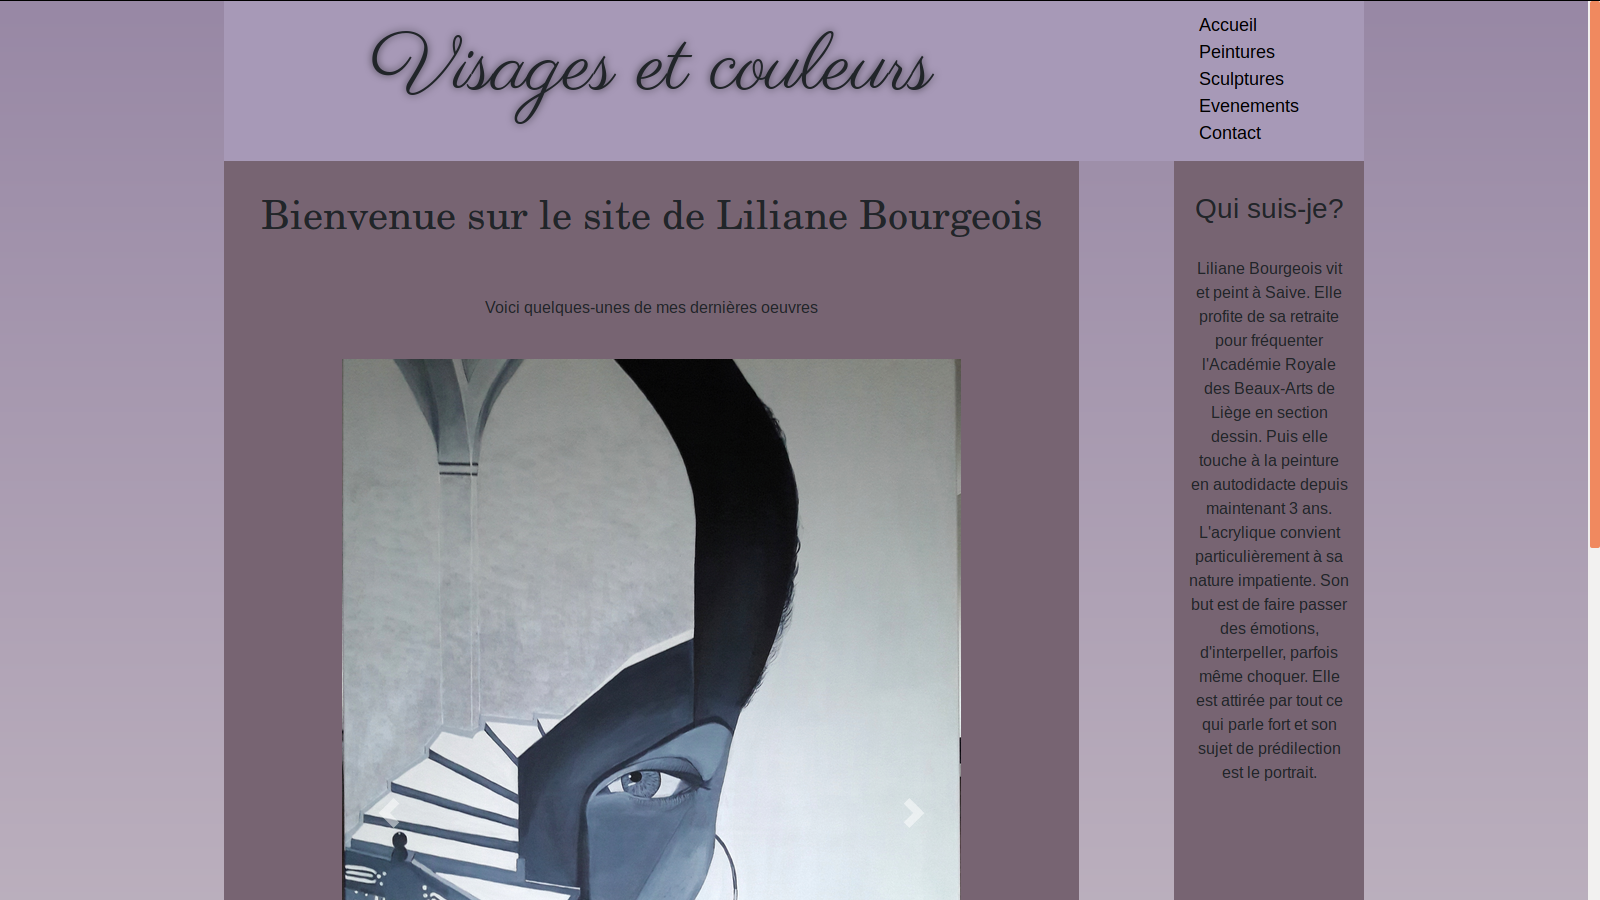 Visages et couleurs
Accueil
Peintures
Sculptures
Evenements
Contact
Bienvenue sur le site de Liliane Bourgeois
Voici quelques-unes de mes dernières oeuvres
Qui suis-je?
Liliane Bourgeois vit
et peint à Saive. Elle
profite de sa retraite
pour fréquenter
l'Académie Royale
des Beaux-Arts de
Liège en section
dessin. Puis elle
touche à la peinture
en autodidacte depuis
maintenant 3 ans.
L'acrylique convient
particulièrement à sa
nature impatiente. Son
but est de faire passer
des émotions,
d'interpeller, parfois
même choquer. Elle
est attirée par tout ce
qui parle fort et son
sujet de prédilection
est le portrait.